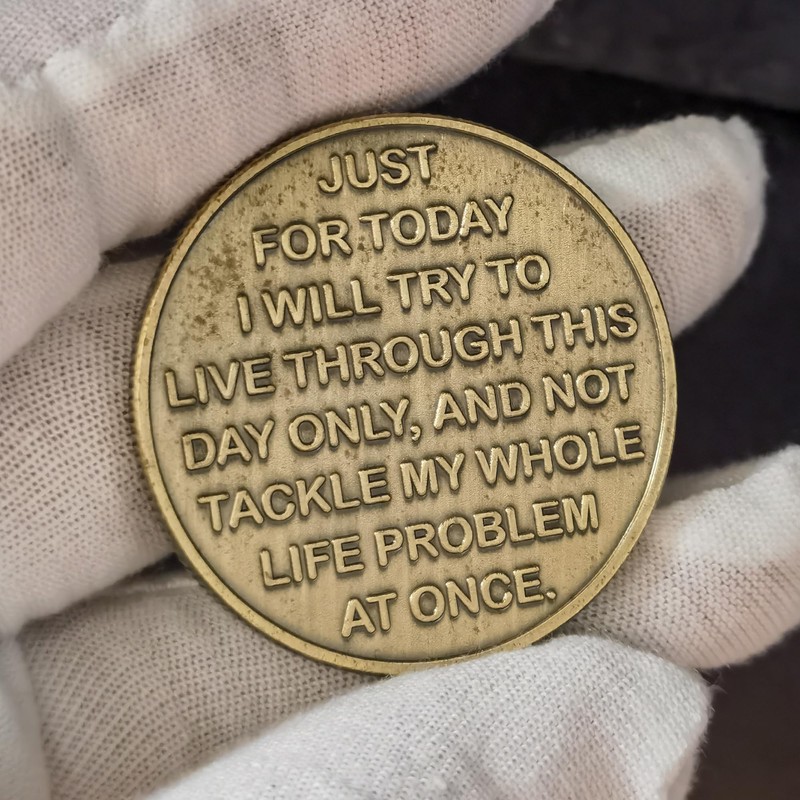 JUST
FOR TODAY
I WILL TRY TO
LIVE THROUGH THIS
DAY ONLY, AND NOT
TACKLE MY WHOLE
LIFE PROBLEM
AT ONCE.